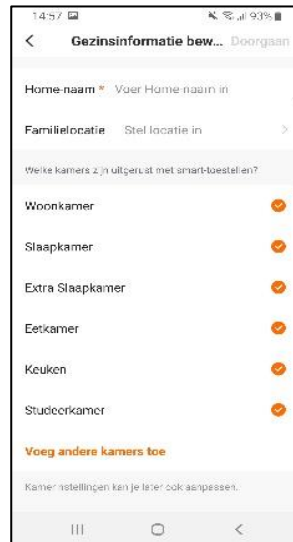 14:57 93%
Gezinsinformatie bew... Doorgaan
Home-naam * Voer Home-naam in
Familielocatie Stel locatie in
Welke kamers zijn uitgerust met smart-toestellen?
Woonkamer
Slaapkamer
Extra Slaapkamer
Eetkamer
Keuken
Studeerkamer
Voeg andere kamers toe
Kamerinstellingen kan je later ook aanpassen.